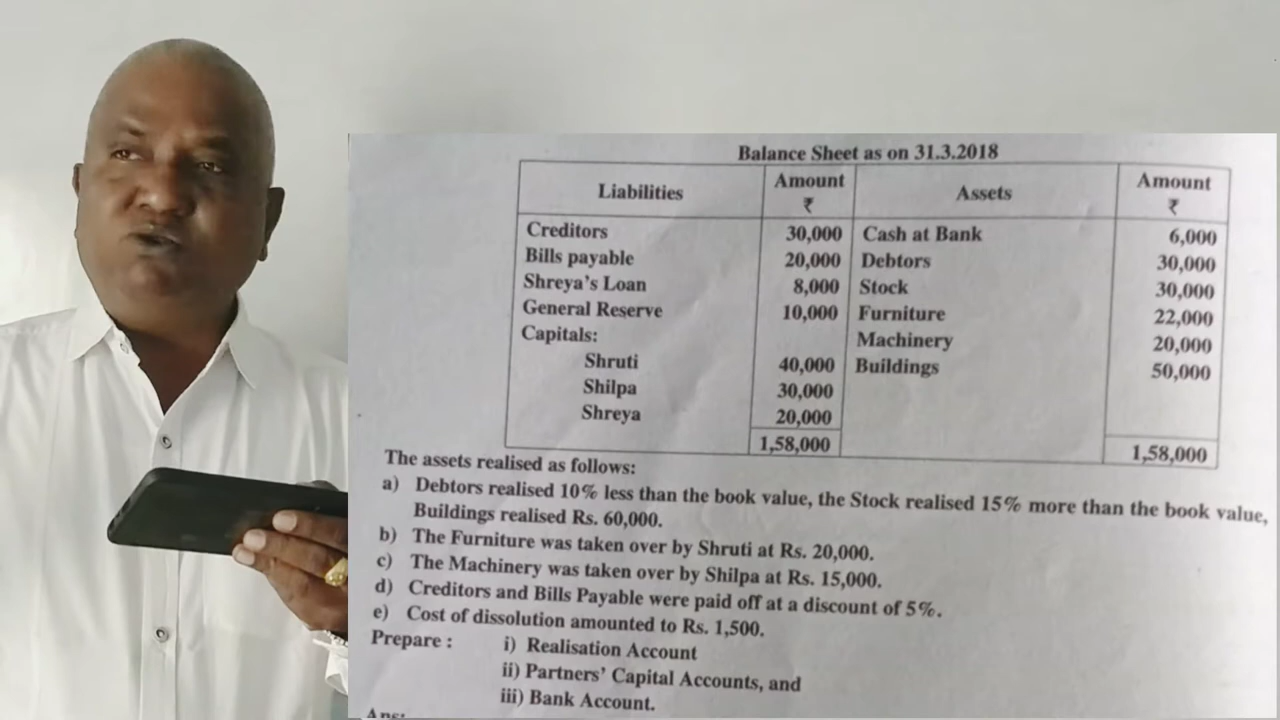 Balance Sheet as on 31.3.2018
Liabilities Amount ₹ Assets Amount ₹
Creditors 30,000 Cash at Bank 6,000
Bills payable 20,000 Debtors 30,000
Shreya's Loan 8,000 Stock 30,000
General Reserve 10,000 Furniture 22,000
Capitals: Machinery 20,000
Shruti 40,000 Buildings 50,000
Shilpa 30,000
Shreya 20,000
1,58,000 1,58,000
The assets realised as follows:
a) Debtors realised 10% less than the book value, the Stock realised 15% more than the book value,
Buildings realised Rs. 60,000.
b) The Furniture was taken over by Shruti at Rs. 20,000.
c) The Machinery was taken over by Shilpa at Rs. 15,000.
d) Creditors and Bills Payable were paid off at a discount of 5%.
e) Cost of dissolution amounted to Rs. 1,500.
Prepare : i) Realisation Account
ii) Partners' Capital Accounts, and
iii) Bank Account.